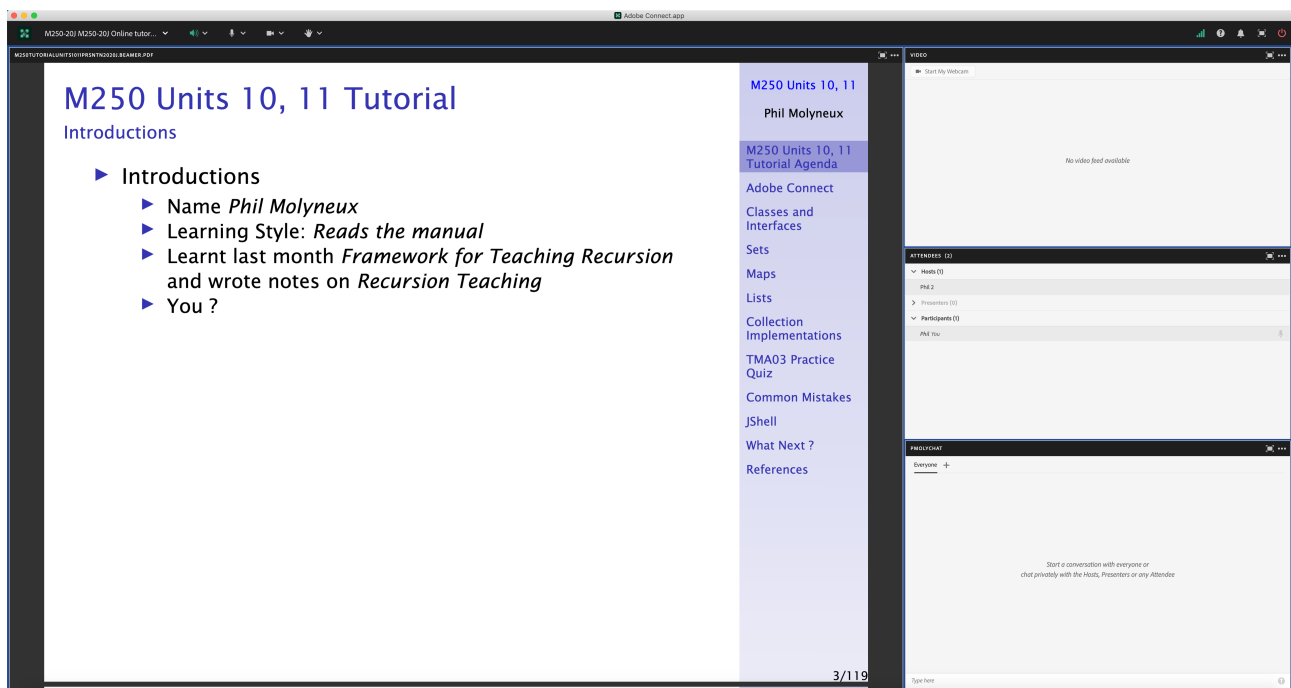 Adobe Connect.app
M250-20J M250-20J Online tutor...
M250TUTORIALUNITS1011PRSNTN2020J.BEAMER.PDF
M250 Units 10, 11 Tutorial
Introductions
Introductions
Name Phil Molyneux
Learning Style: Reads the manual
Learnt last month Framework for Teaching Recursion
and wrote notes on Recursion Teaching
You ?
M250 Units 10, 11
Phil Molyneux
M250 Units 10, 11
Tutorial Agenda
Adobe Connect
Classes and
Interfaces
Sets
Maps
Lists
Collection
Implementations
TMA03 Practice
Quiz
Common Mistakes
JShell
What Next ?
References
3/119
VIDEO
Start My Webcam
No video feed available
ATTENDEES (2)
Hosts (1)
Phil 2
Presenters (0)
Participants (1)
Phil You
PMOLYCHAT
Everyone
Start a conversation with everyone or
chat privately with the Hosts, Presenters or any Attendee
Type here